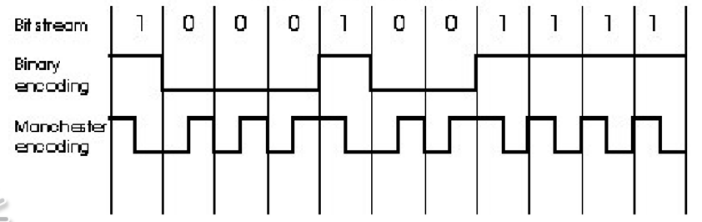 Bit stream 1 0 0 0 1 0 0 1 1 1 1
Binary
encoding
Manchester
encoding